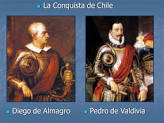 La Conquista de Chile
Diego de Almagro
Pedro de Valdivia